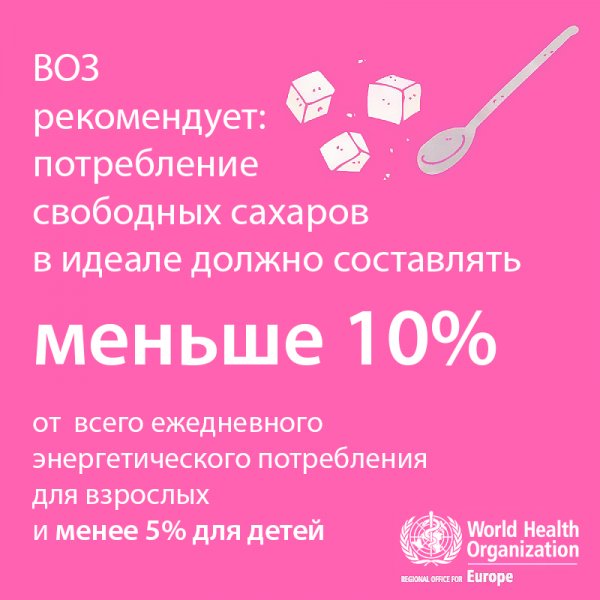 ВОЗ
рекомендует:
потребление
свободных сахаров
в идеале должно составлять
меньше 10%
от всего ежедневного
энергетического потребления
для взрослых
и менее 5% для детей
World Health
Organization
REGIONAL OFFICE FOR Europe